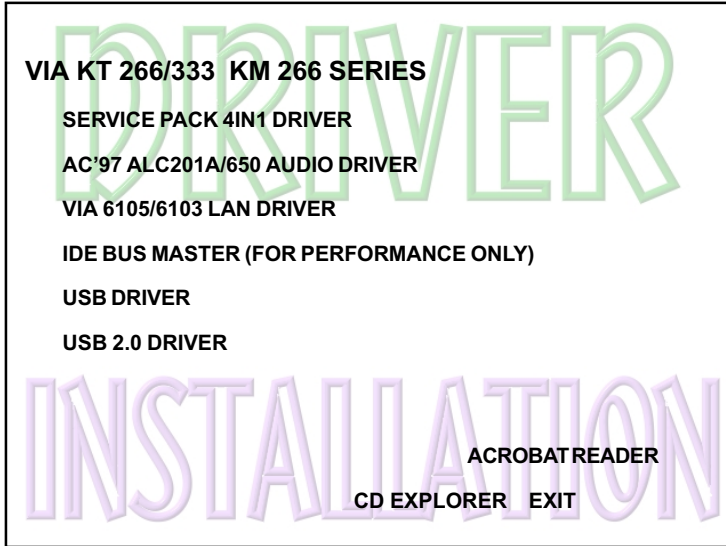 DRIVER
VIA KT 266/333 KM 266 SERIES
SERVICE PACK 4IN1 DRIVER
AC’97 ALC201A/650 AUDIO DRIVER
VIA 6105/6103 LAN DRIVER
IDE BUS MASTER (FOR PERFORMANCE ONLY)
USB DRIVER
USB 2.0 DRIVER
INSTALLATION
ACROBAT READER
CD EXPLORER EXIT